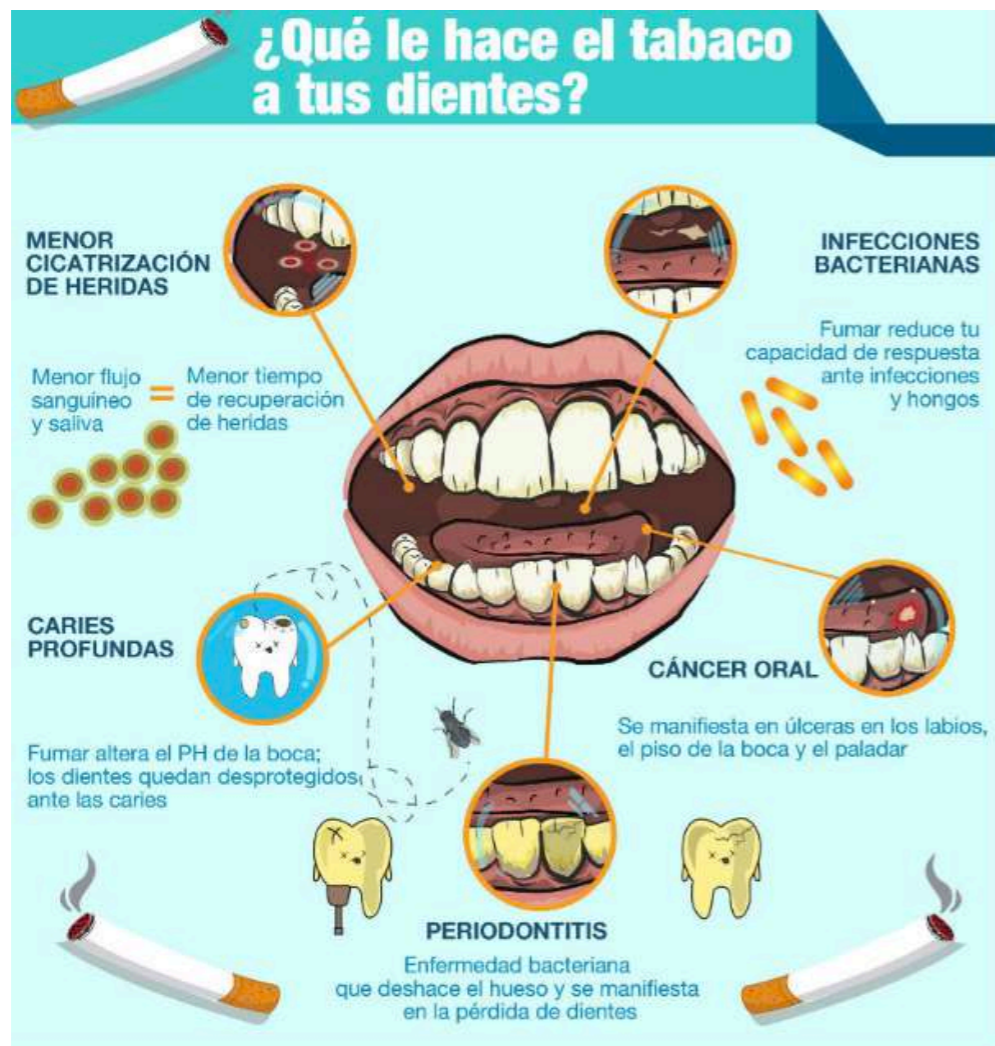 ¿Qué le hace el tabaco
a tus dientes?
MENOR
CICATRIZACIÓN
DE HERIDAS
Menor flujo
sanguíneo
y saliva
=
Menor tiempo
de recuperación
de heridas
INFECCIONES
BACTERIANAS
Fumar reduce tu
capacidad de respuesta
ante infecciones
y hongos
CARIES
PROFUNDAS
Fumar altera el PH de la boca;
los dientes quedan desprotegidos
ante las caries
CÁNCER ORAL
Se manifiesta en úlceras en los labios,
el piso de la boca y el paladar
PERIODONTITIS
Enfermedad bacteriana
que deshace el hueso y se manifiesta
en la pérdida de dientes